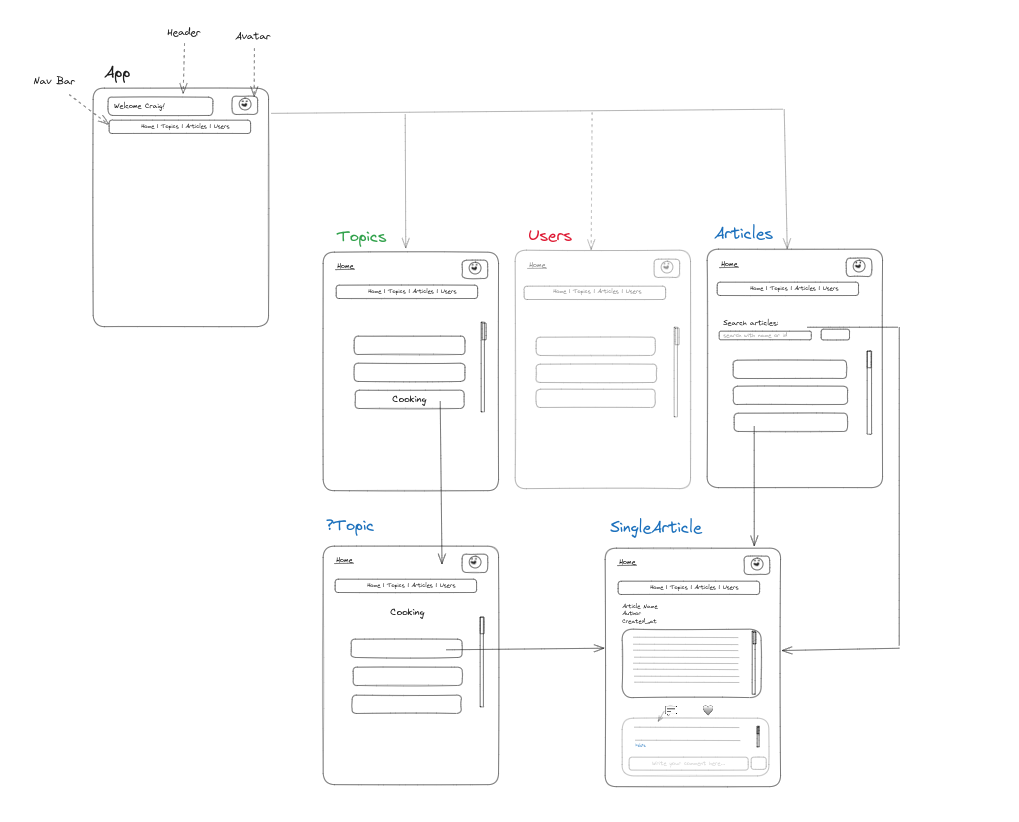 Header
Avatar
Nav Bar
App
Welcome Craig!
Home | Topics | Articles | Users
Topics
Home
Home | Topics | Articles | Users
Cooking
Users
Home
Home | Topics | Articles | Users
Articles
Home
Home | Topics | Articles | Users
Search articles:
search with name or id
?Topic
Home
Home | Topics | Articles | Users
Cooking
SingleArticle
Home
Home | Topics | Articles | Users
Article Name
Author
Created_at
Write your comment here...